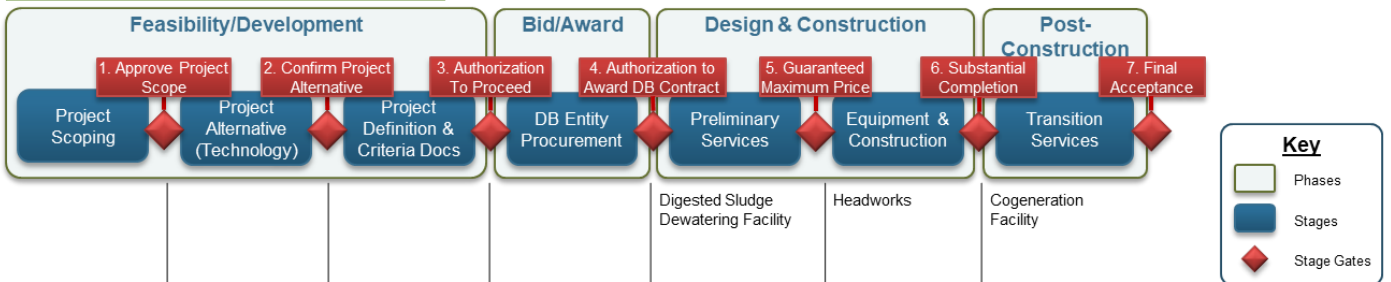 Feasibility/Development
Bid/Award
Design & Construction
Post-
Construction
1. Approve Project
Scope
2. Confirm Project
Alternative
3. Authorization
To Proceed
4. Authorization to
Award DB Contract
5. Guaranteed
Maximum Price
6. Substantial
Completion
7. Final
Acceptance
Project
Scoping
Project
Alternative
(Technology)
Project
Definition &
Criteria Docs
DB Entity
Procurement
Preliminary
Services
Equipment &
Construction
Transition
Services
Digested Sludge
Dewatering Facility
Headworks
Cogeneration
Facility
Key
Phases
Stages
Stage Gates